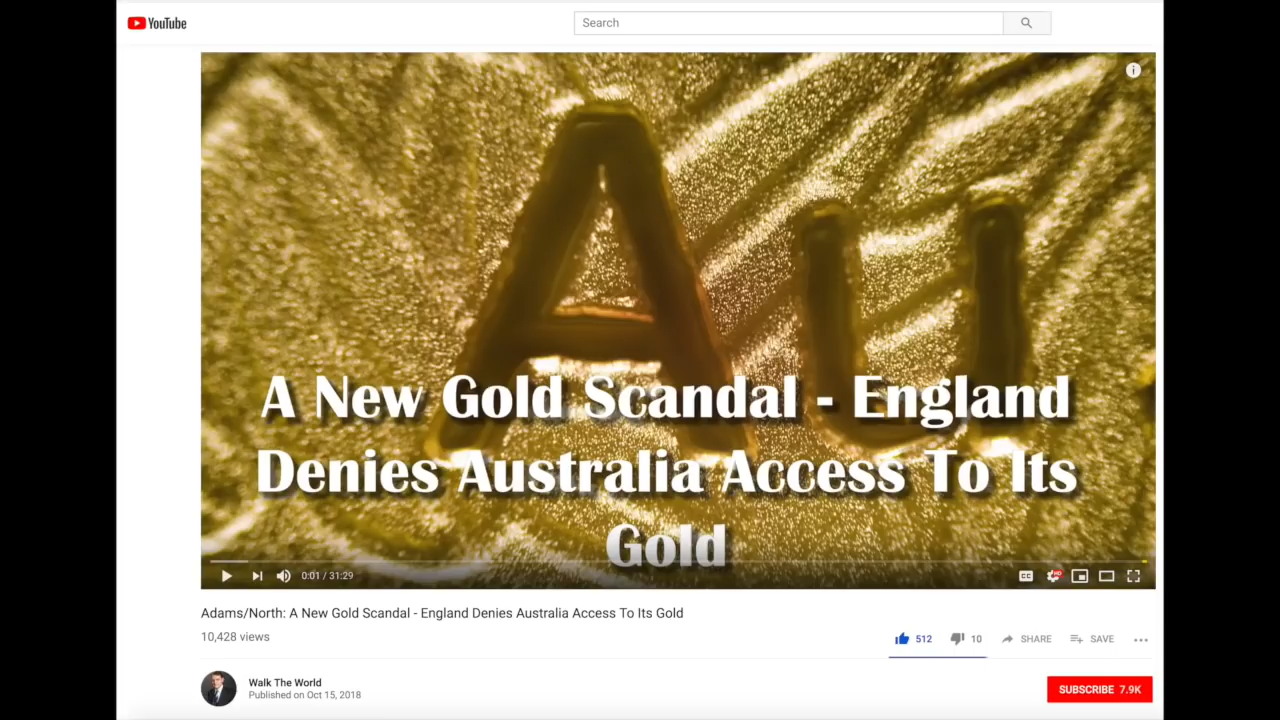 YouTube
Search
Au
A New Gold Scandal - England
Denies Australia Access To Its
Gold
0:01 / 31:29
CC
HD
Adams/North: A New Gold Scandal - England Denies Australia Access To Its Gold
10,428 views
512
10
SHARE
SAVE
Walk The World
Published on Oct 15, 2018
SUBSCRIBE 7.9K